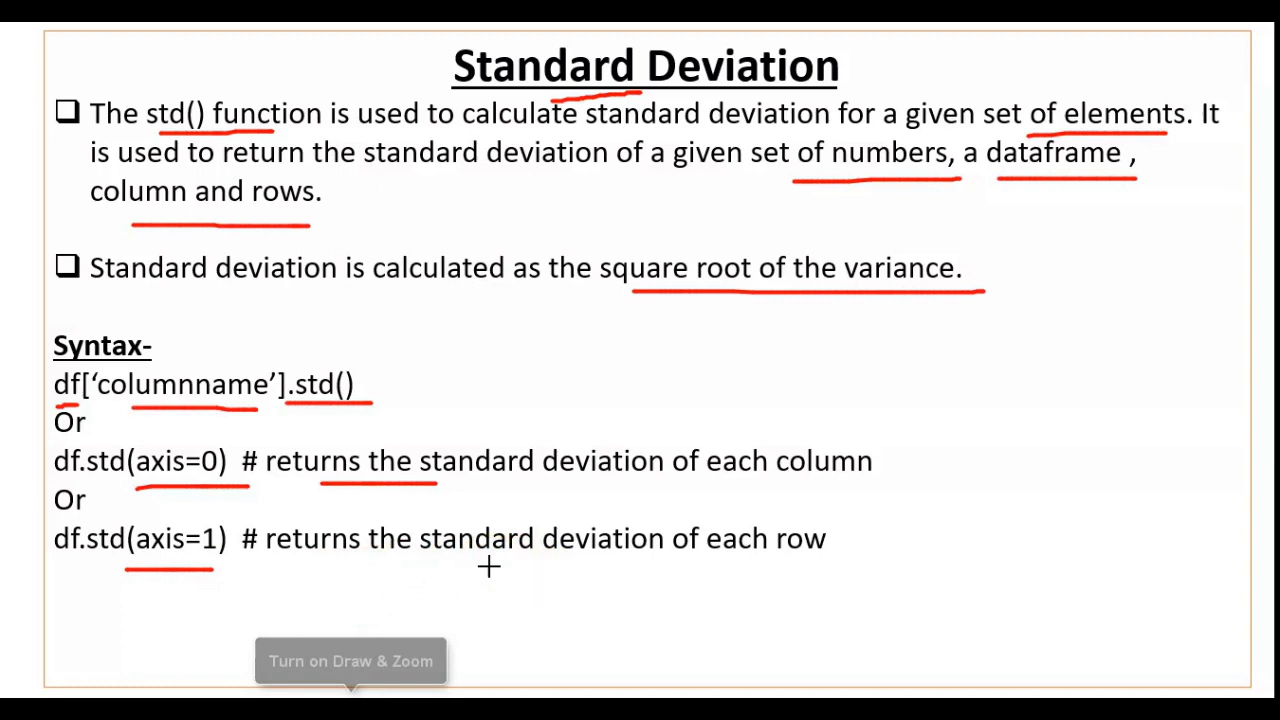 Standard Deviation
❑ The std() function is used to calculate standard deviation for a given set of elements. It
is used to return the standard deviation of a given set of numbers, a dataframe ,
column and rows.
❑ Standard deviation is calculated as the square root of the variance.
Syntax-
df[‘columnname’].std()
Or
df.std(axis=0) # returns the standard deviation of each column
Or
df.std(axis=1) # returns the standard deviation of each row
Turn on Draw & Zoom